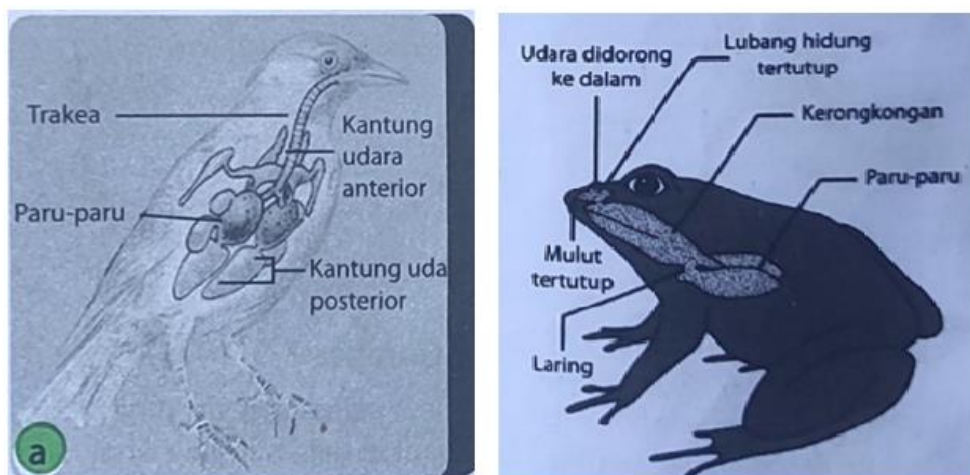 Trakea
Kantung
udara
anterior
Paru-paru
Kantung uda
posterior
a
Udara didorong
ke dalam
Lubang hidung
tertutup
Kerongkongan
Paru-paru
Mulut
tertutup
Laring